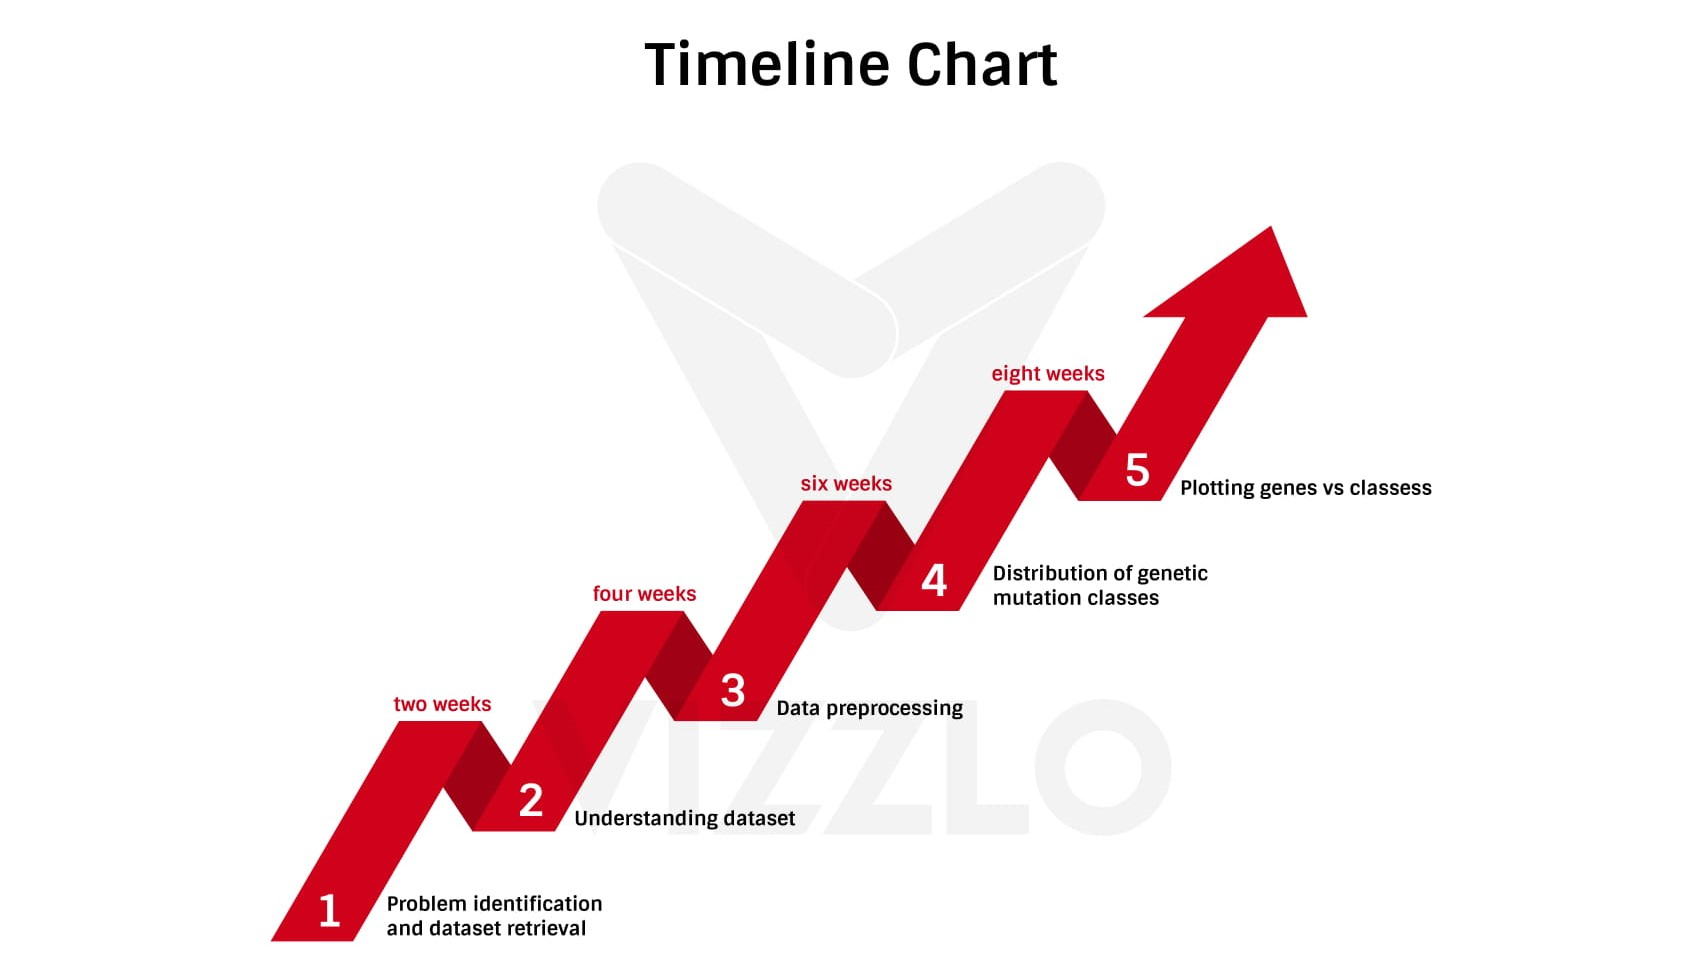 Timeline Chart
eight weeks
5
Plotting genes vs classess
six weeks
4
Distribution of genetic
mutation classes
four weeks
3
Data preprocessing
two weeks
2
Understanding dataset
1
Problem identification
and dataset retrieval
VIZZLO